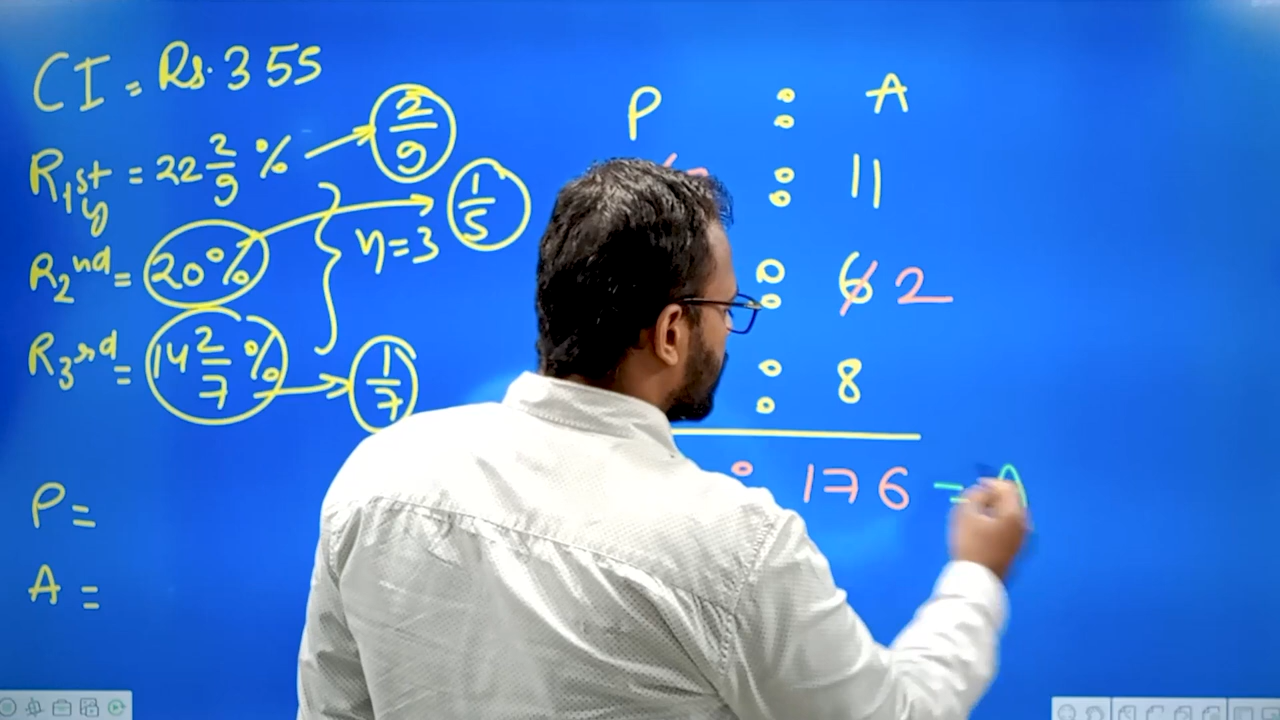 CI = Rs. 355
R1st y = 22 2/9 % → 2/9
R2nd = 20% → 1/5
R3rd = 14 2/7 % → 1/7
} n=3
P =
A =
P : A
: 11
: 6 2
: 8
: 176 = A